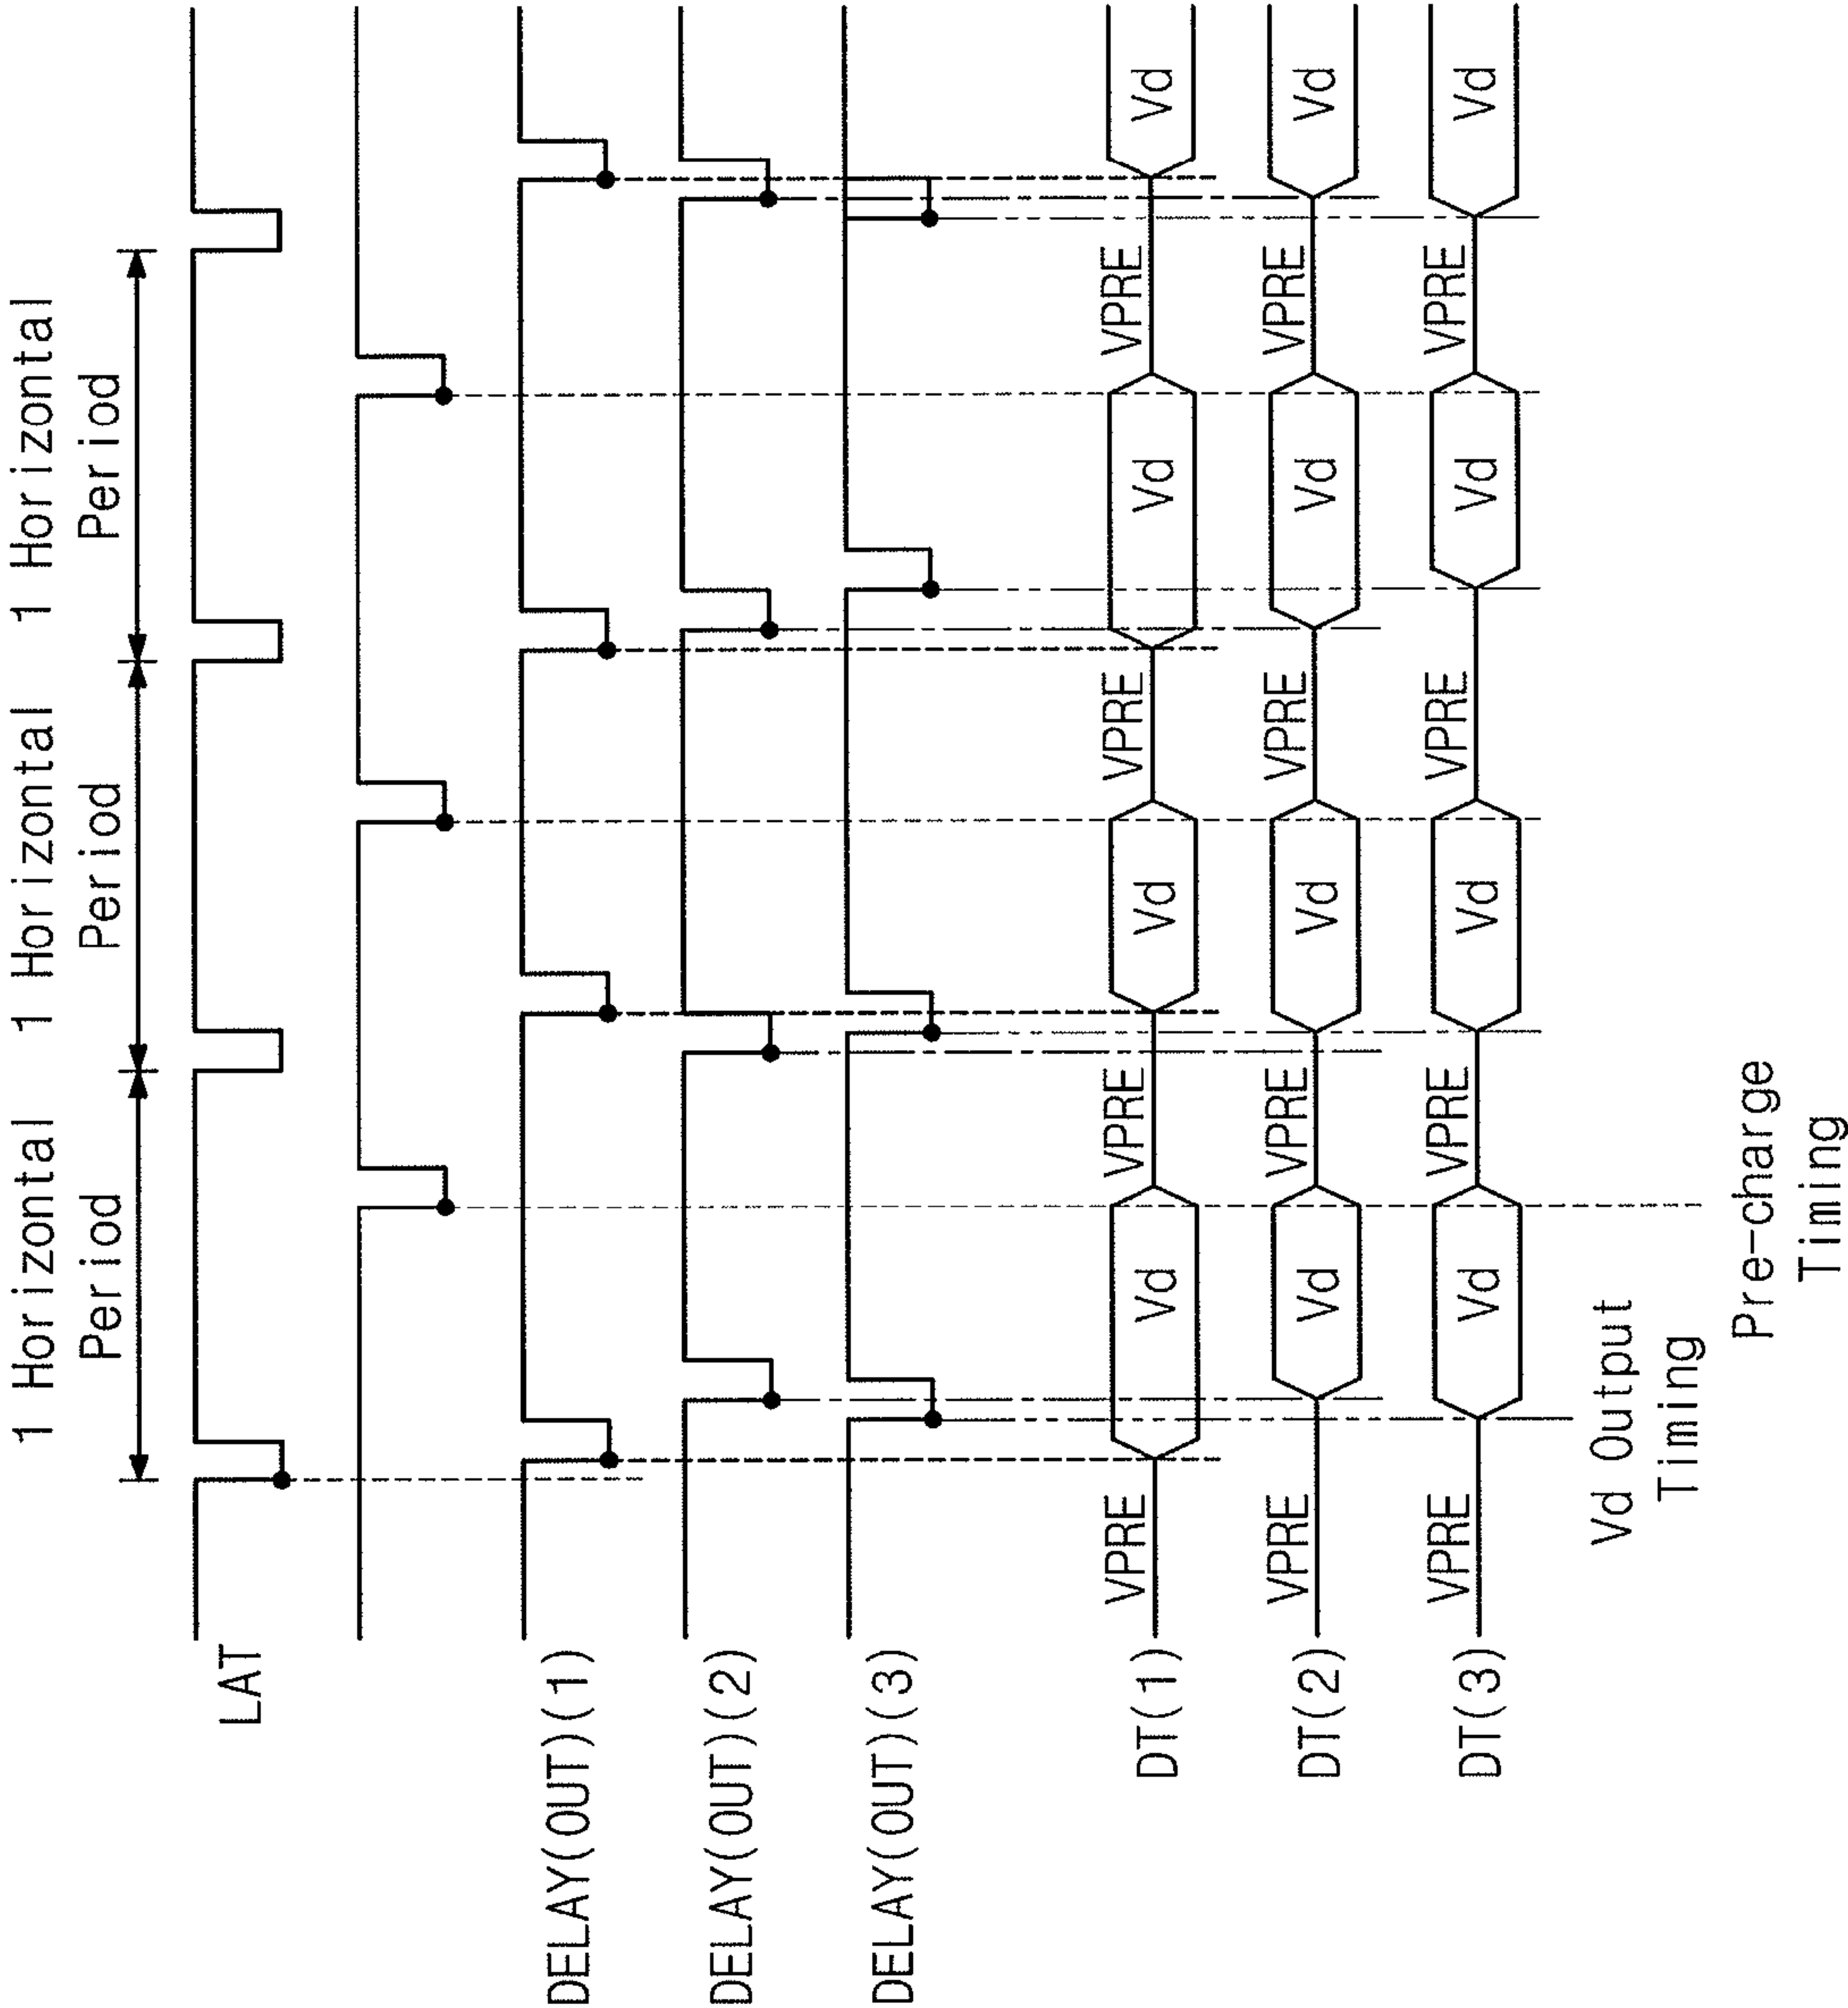 1 Horizontal
Period
1 Horizontal
Period
1 Horizontal
Period
LAT
DELAY(OUT)(1)
DELAY(OUT)(2)
DELAY(OUT)(3)
DT(1)
VPRE
Vd
VPRE
Vd
VPRE
Vd
VPRE
Vd
DT(2)
VPRE
Vd
VPRE
Vd
VPRE
Vd
VPRE
Vd
DT(3)
VPRE
Vd
VPRE
Vd
VPRE
Vd
VPRE
Vd
Vd Output
Timing
Pre-charge
Timing